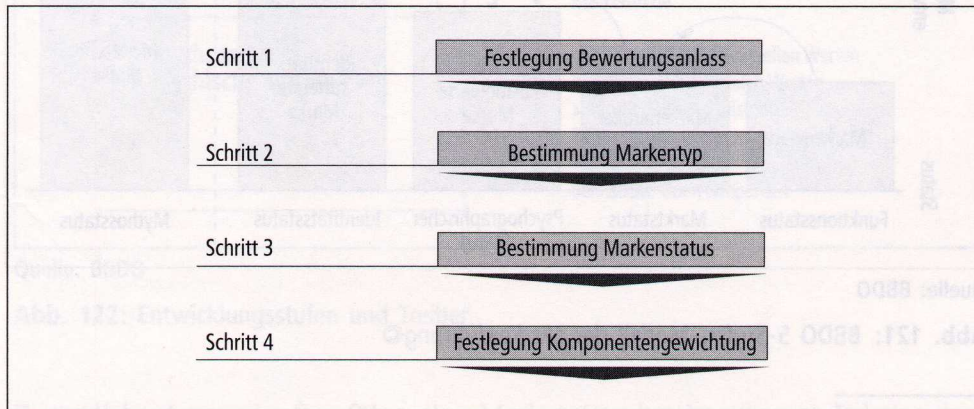 Schritt 1 Festlegung Bewertungsanlass
Schritt 2 Bestimmung Markentyp
Schritt 3 Bestimmung Markenstatus
Schritt 4 Festlegung Komponentengewichtung